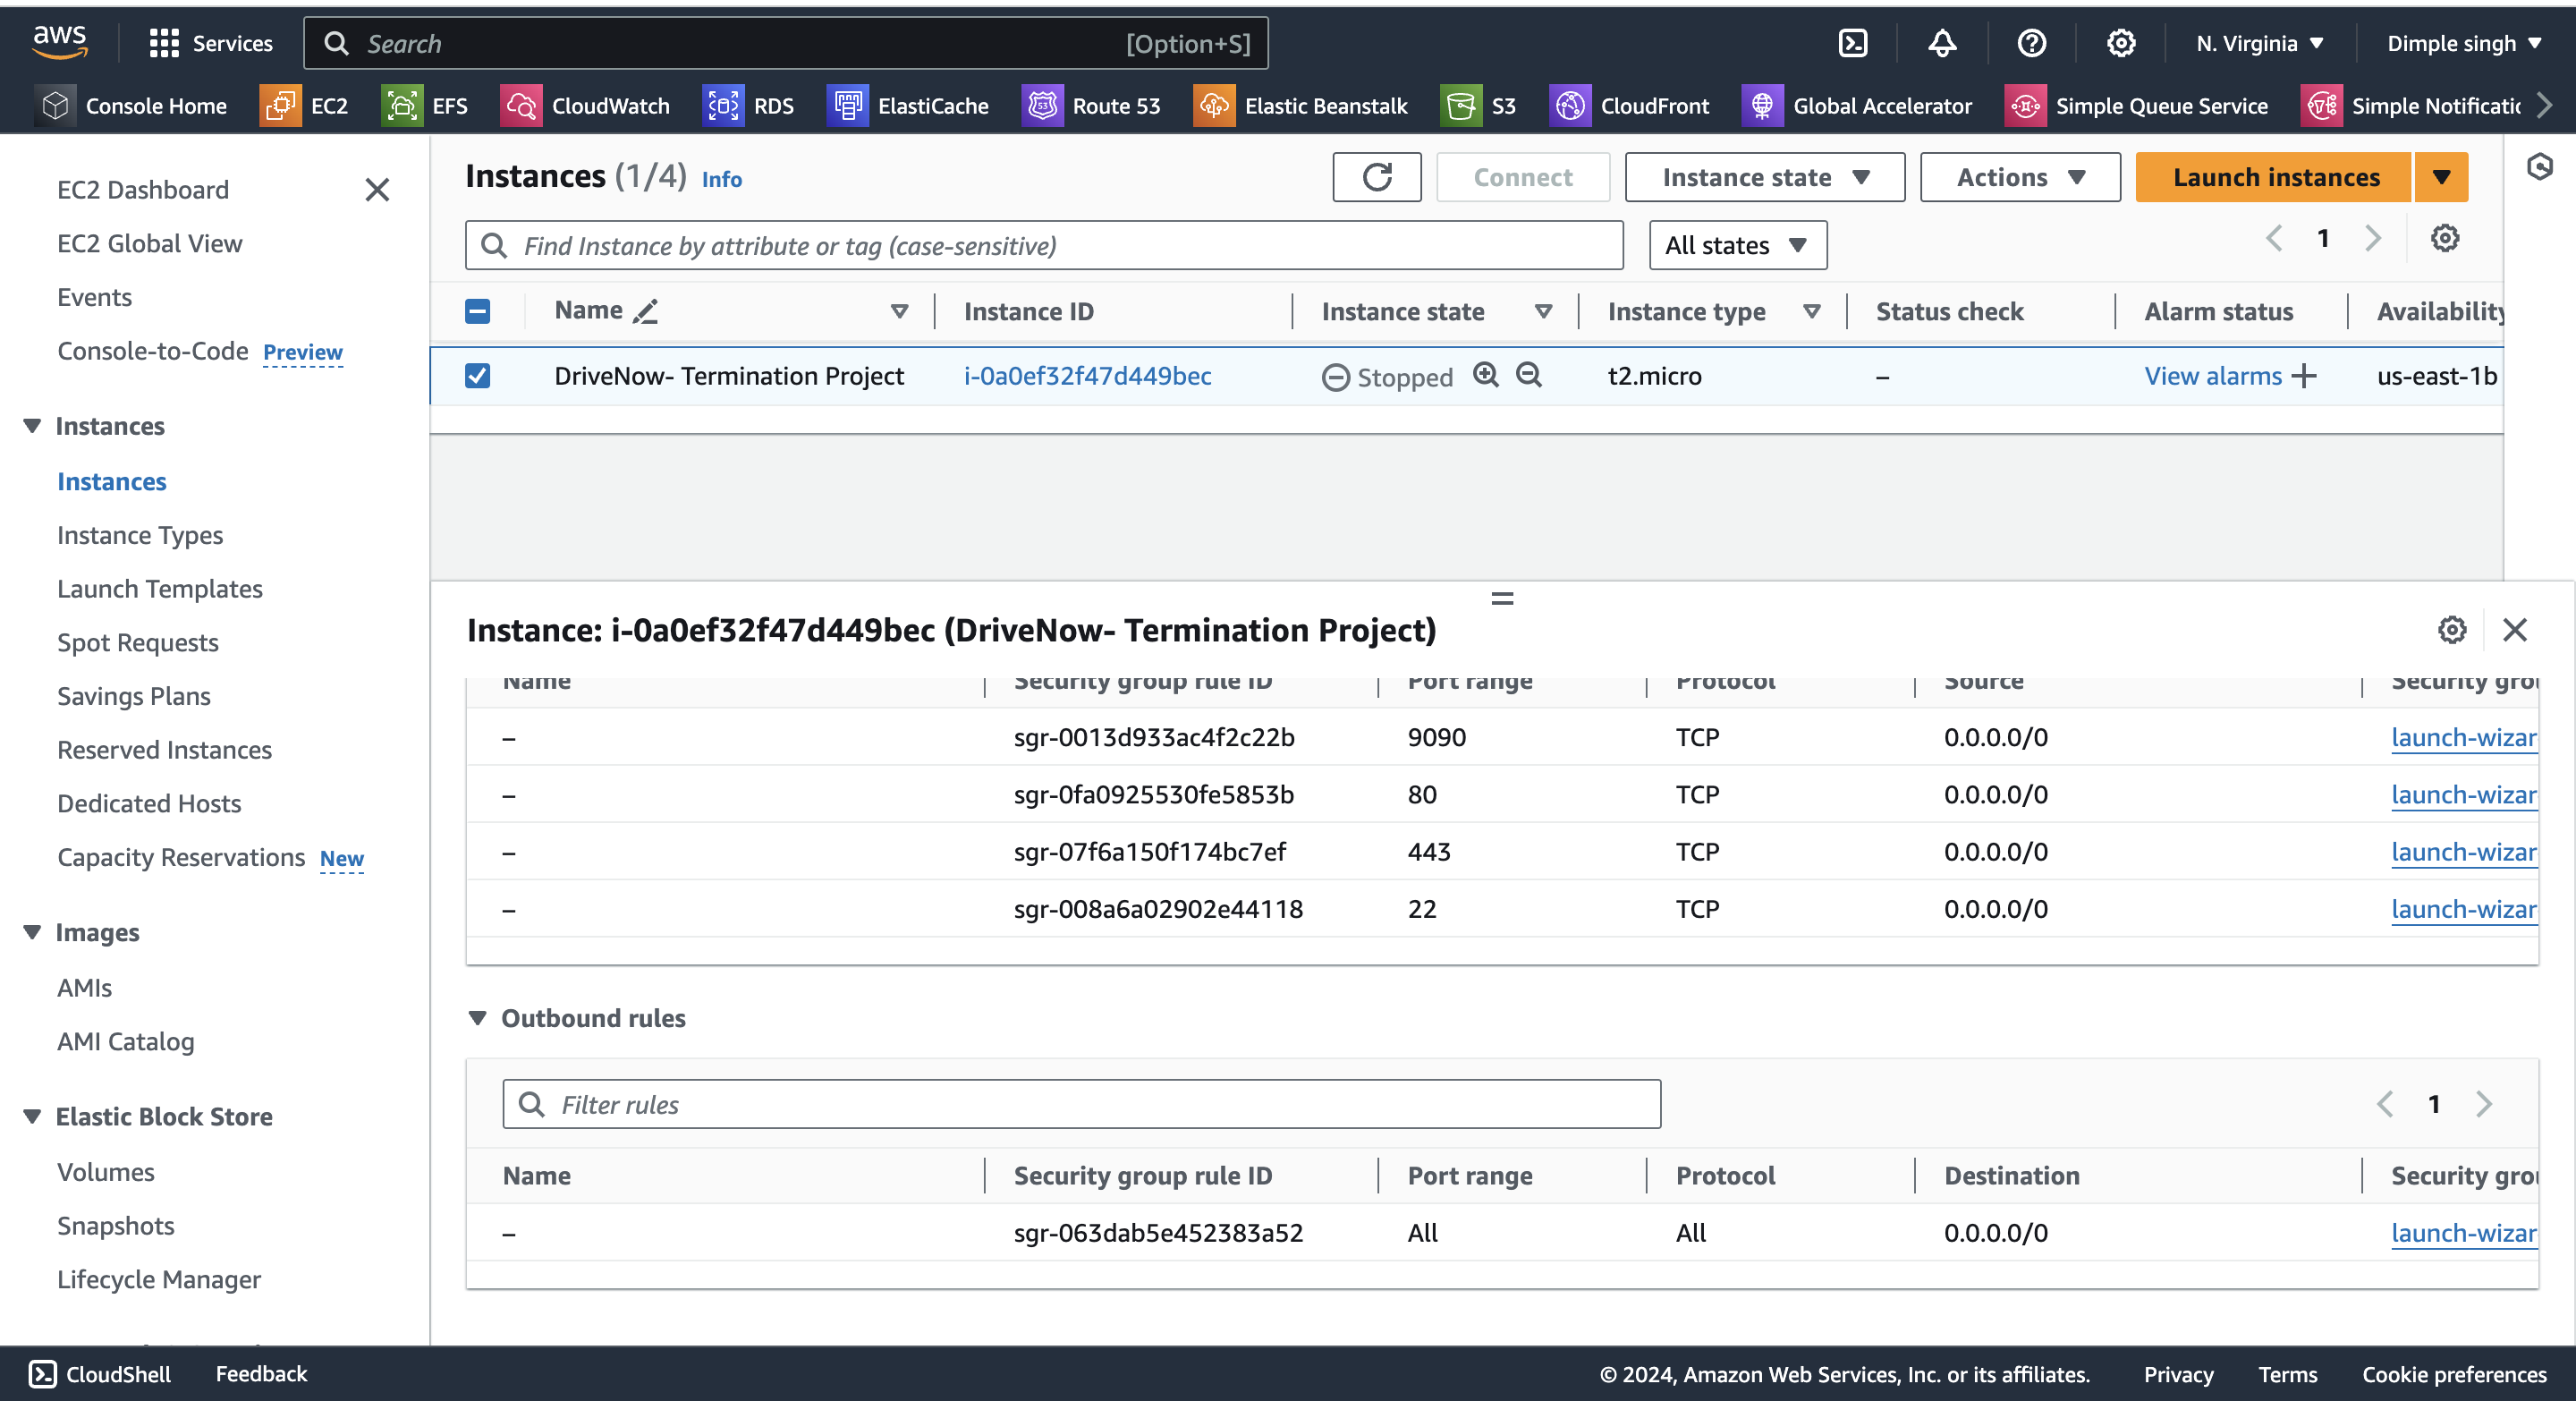 aws
Services
Search
[Option+S]
N. Virginia
Dimple singh
Console Home
EC2
EFS
CloudWatch
RDS
ElastiCache
Route 53
Elastic Beanstalk
S3
CloudFront
Global Accelerator
Simple Queue Service
Simple Notificatic
EC2 Dashboard
EC2 Global View
Events
Console-to-Code Preview
Instances
Instances
Instance Types
Launch Templates
Spot Requests
Savings Plans
Reserved Instances
Dedicated Hosts
Capacity Reservations New
Images
AMIs
AMI Catalog
Elastic Block Store
Volumes
Snapshots
Lifecycle Manager
Instances (1/4) Info
Connect
Instance state
Actions
Launch instances
Find Instance by attribute or tag (case-sensitive)
All states
1
Name Instance ID Instance state Instance type Status check Alarm status Availability
DriveNow- Termination Project i-0a0ef32f47d449bec Stopped t2.micro – View alarms + us-east-1b
Instance: i-0a0ef32f47d449bec (DriveNow- Termination Project)
Name Security group rule ID Port range Protocol Source Security grou
– sgr-0013d933ac4f2c22b 9090 TCP 0.0.0.0/0 launch-wizar
– sgr-0fa0925530fe5853b 80 TCP 0.0.0.0/0 launch-wizar
– sgr-07f6a150f174bc7ef 443 TCP 0.0.0.0/0 launch-wizar
– sgr-008a6a02902e44118 22 TCP 0.0.0.0/0 launch-wizar
Outbound rules
Filter rules
1
Name Security group rule ID Port range Protocol Destination Security grou
– sgr-063dab5e452383a52 All All 0.0.0.0/0 launch-wizar
CloudShell
Feedback
© 2024, Amazon Web Services, Inc. or its affiliates.
Privacy
Terms
Cookie preferences